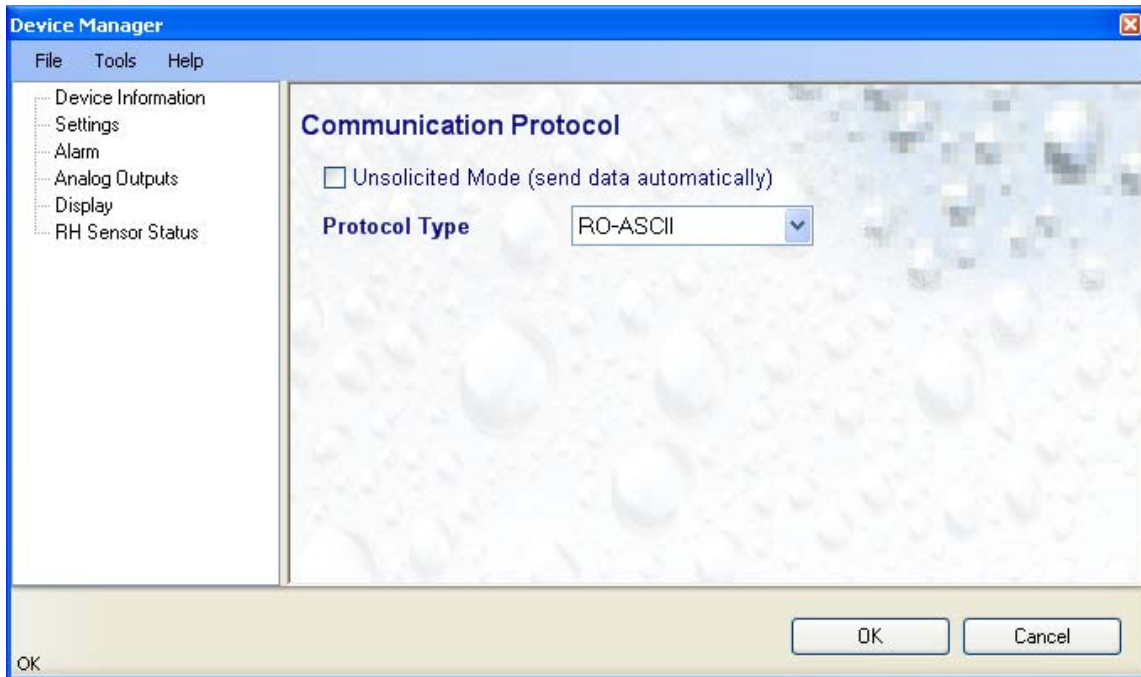 Device Manager
File Tools Help
Device Information
Settings
Alarm
Analog Outputs
Display
RH Sensor Status
Communication Protocol
Unsolicited Mode (send data automatically)
Protocol Type RO-ASCII
OK Cancel
OK